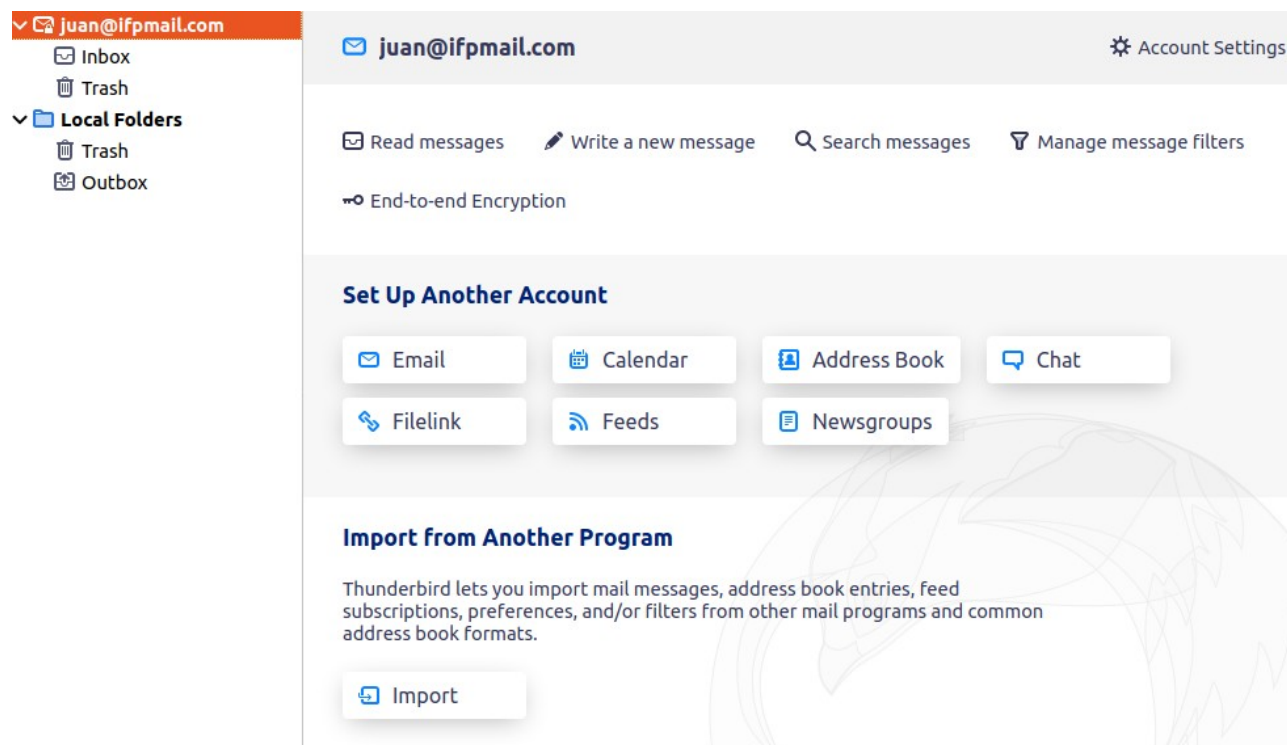 juan@ifpmail.com
Inbox
Trash
Local Folders
Trash
Outbox
juan@ifpmail.com
Account Settings
Read messages
Write a new message
Search messages
Manage message filters
End-to-end Encryption
Set Up Another Account
Email
Calendar
Address Book
Chat
Filelink
Feeds
Newsgroups
Import from Another Program
Thunderbird lets you import mail messages, address book entries, feed
subscriptions, preferences, and/or filters from other mail programs and common
address book formats.
Import